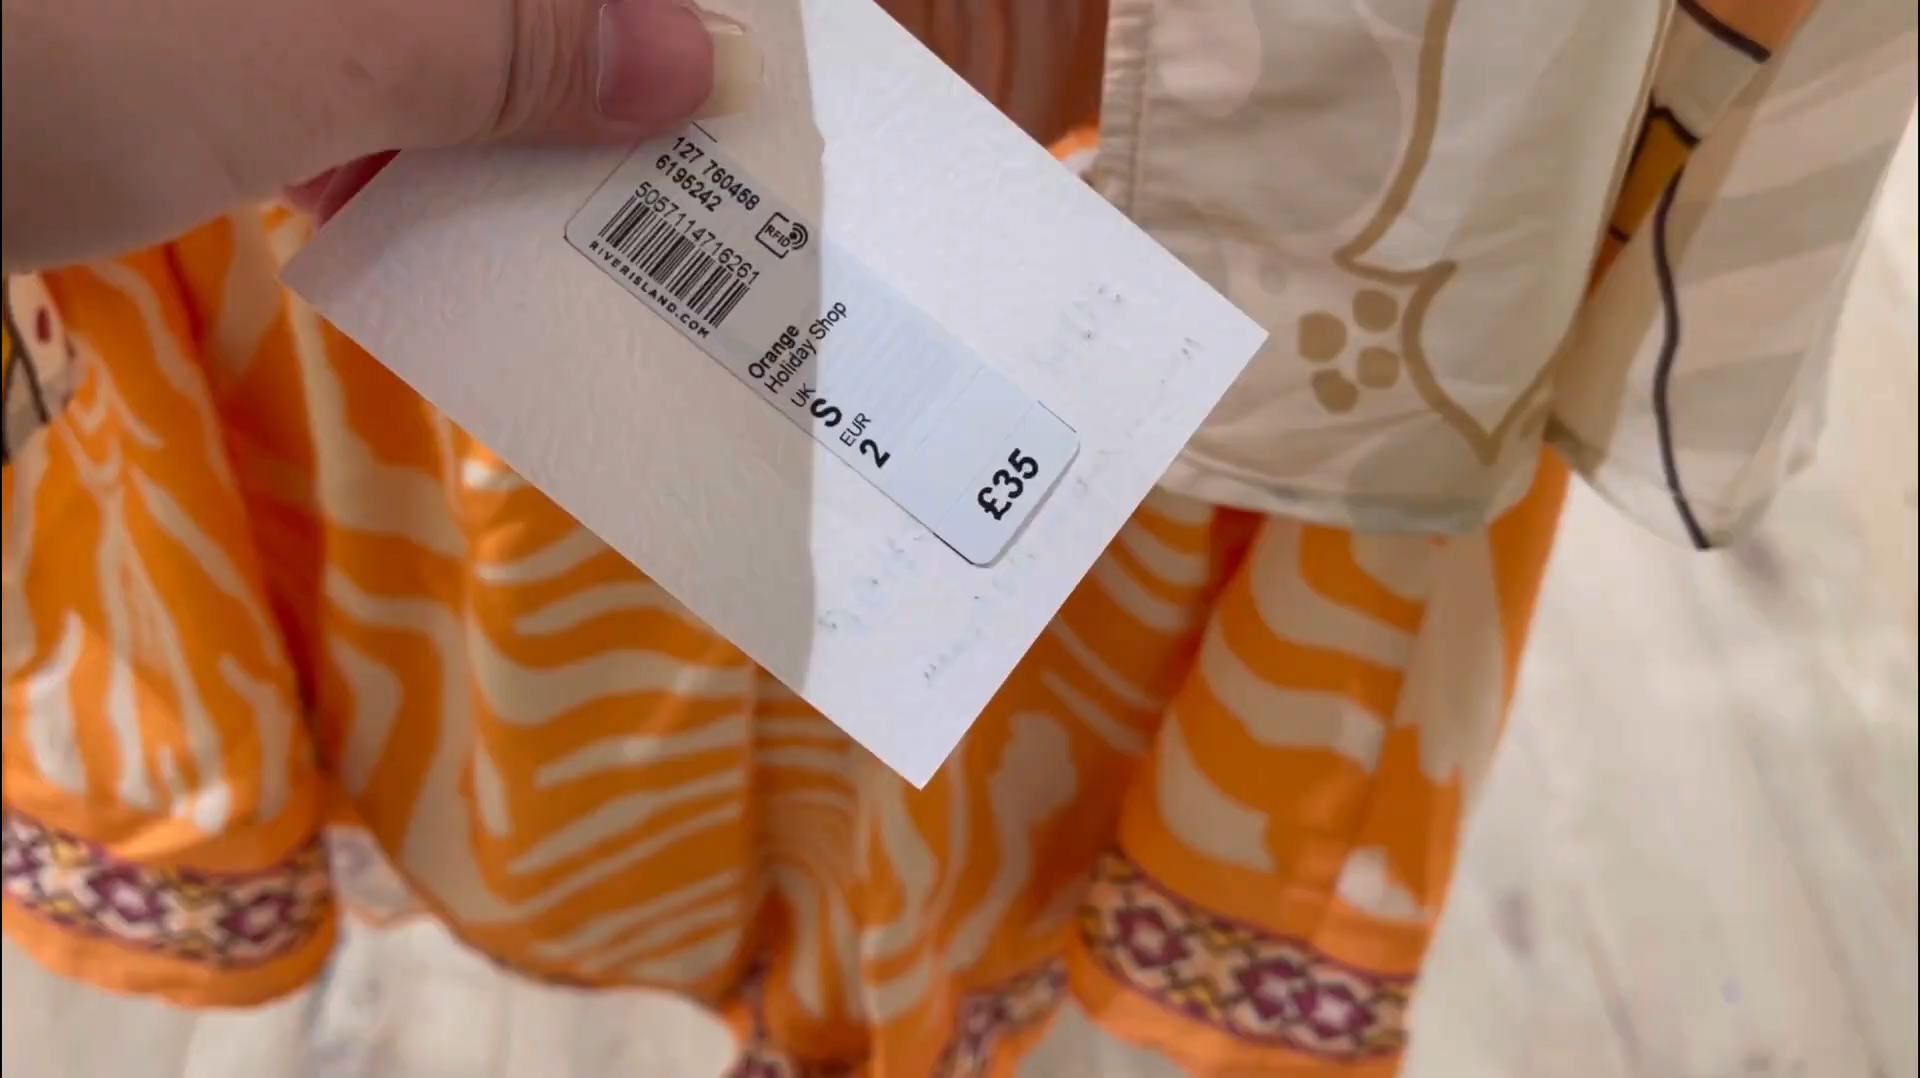 127 760458
6195242
5057114716261
RFID
RIVERISLAND.COM
Orange
Holiday Shop
UK
S
EUR
2
£35